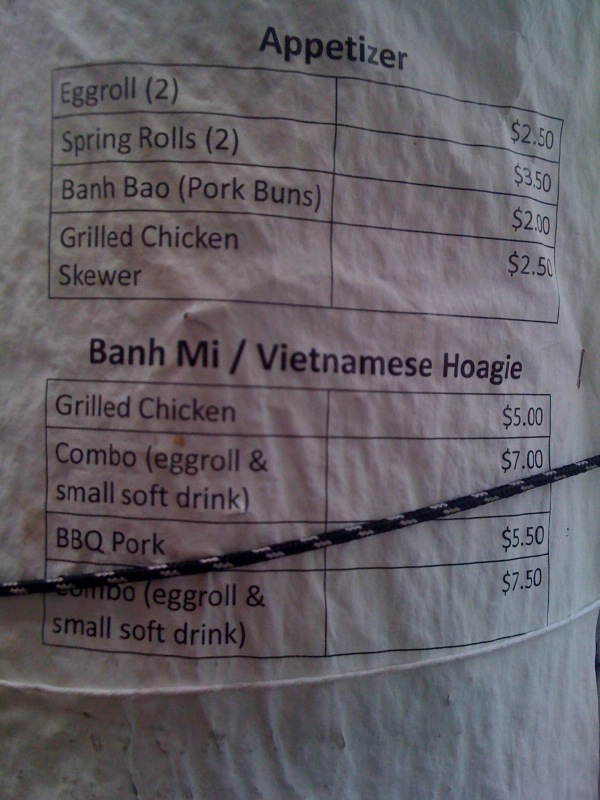 Appetizer
Eggroll (2) $2.50
Spring Rolls (2) $3.50
Banh Bao (Pork Buns) $2.00
Grilled Chicken $2.50
Skewer
Banh Mi / Vietnamese Hoagie
Grilled Chicken $5.00
Combo (eggroll & $7.00
small soft drink)
BBQ Pork $5.50
Combo (eggroll & $7.50
small soft drink)